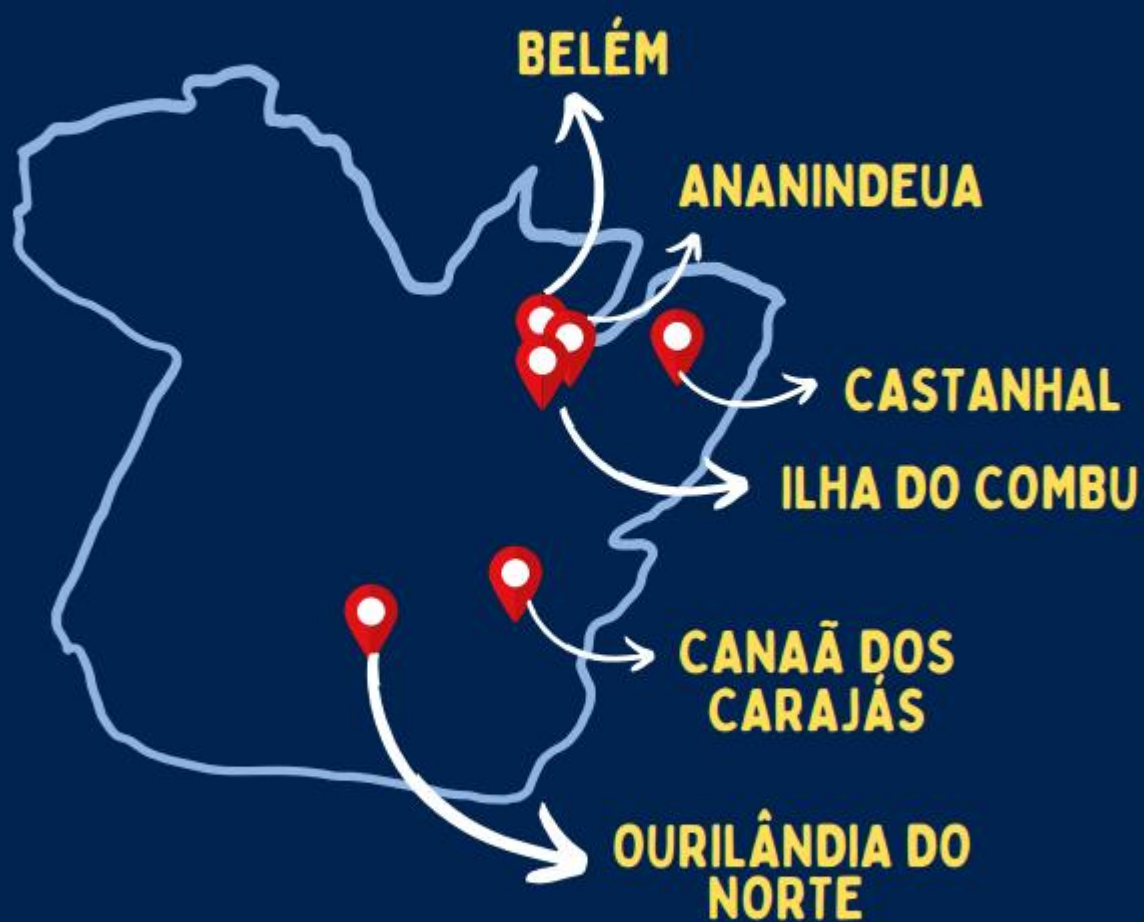 BELÉM
ANANINDEUA
CASTANHAL
ILHA DO COMBU
CANAÃ DOS
CARAJÁS
OURILÂNDIA DO
NORTE